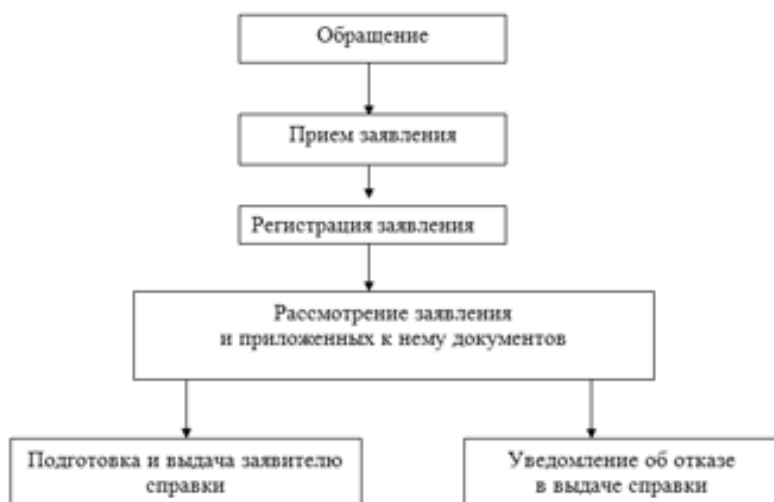 Обращение
Прием заявления
Регистрация заявления
Рассмотрение заявления
и приложенных к нему документов
Подготовка и выдача заявителю
справки
Уведомление об отказе
в выдаче справки